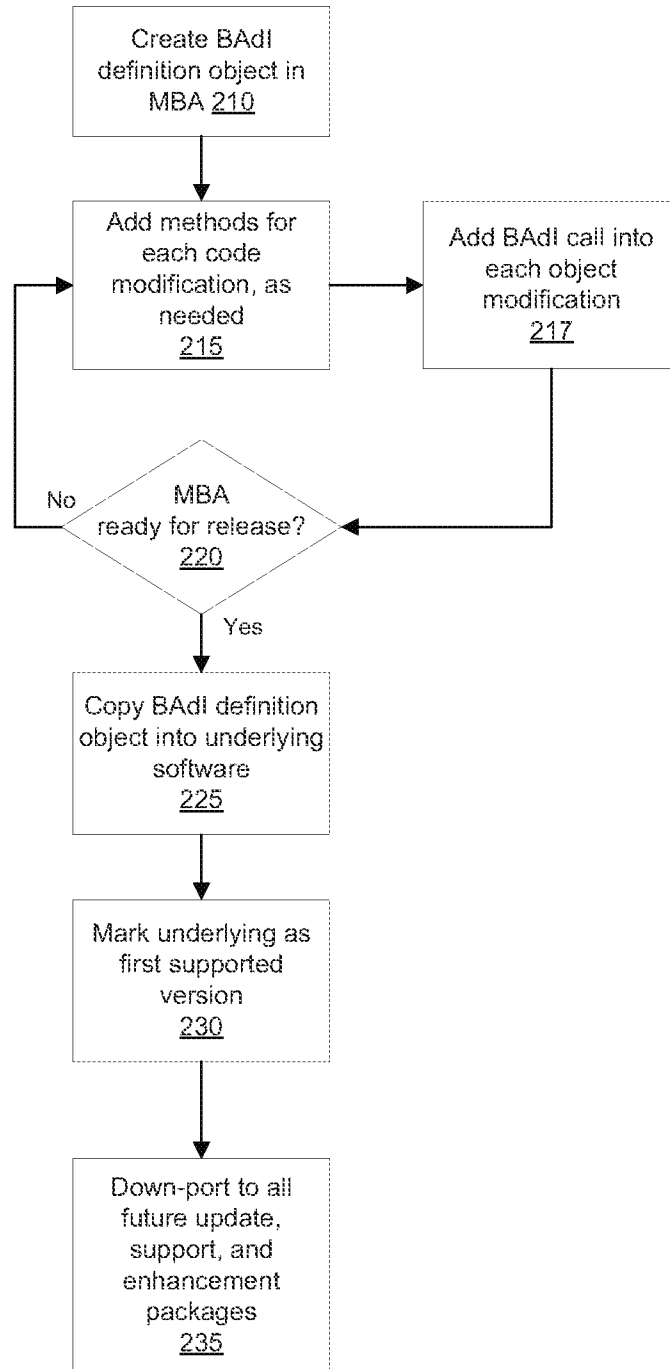 Create BAdI
definition object in
MBA 210
Add methods for
each code
modification, as
needed
215
Add BAdI call into
each object
modification
217
No
MBA
ready for release?
220
Yes
Copy BAdI definition
object into underlying
software
225
Mark underlying as
first supported
version
230
Down-port to all
future update,
support, and
enhancement
packages
235